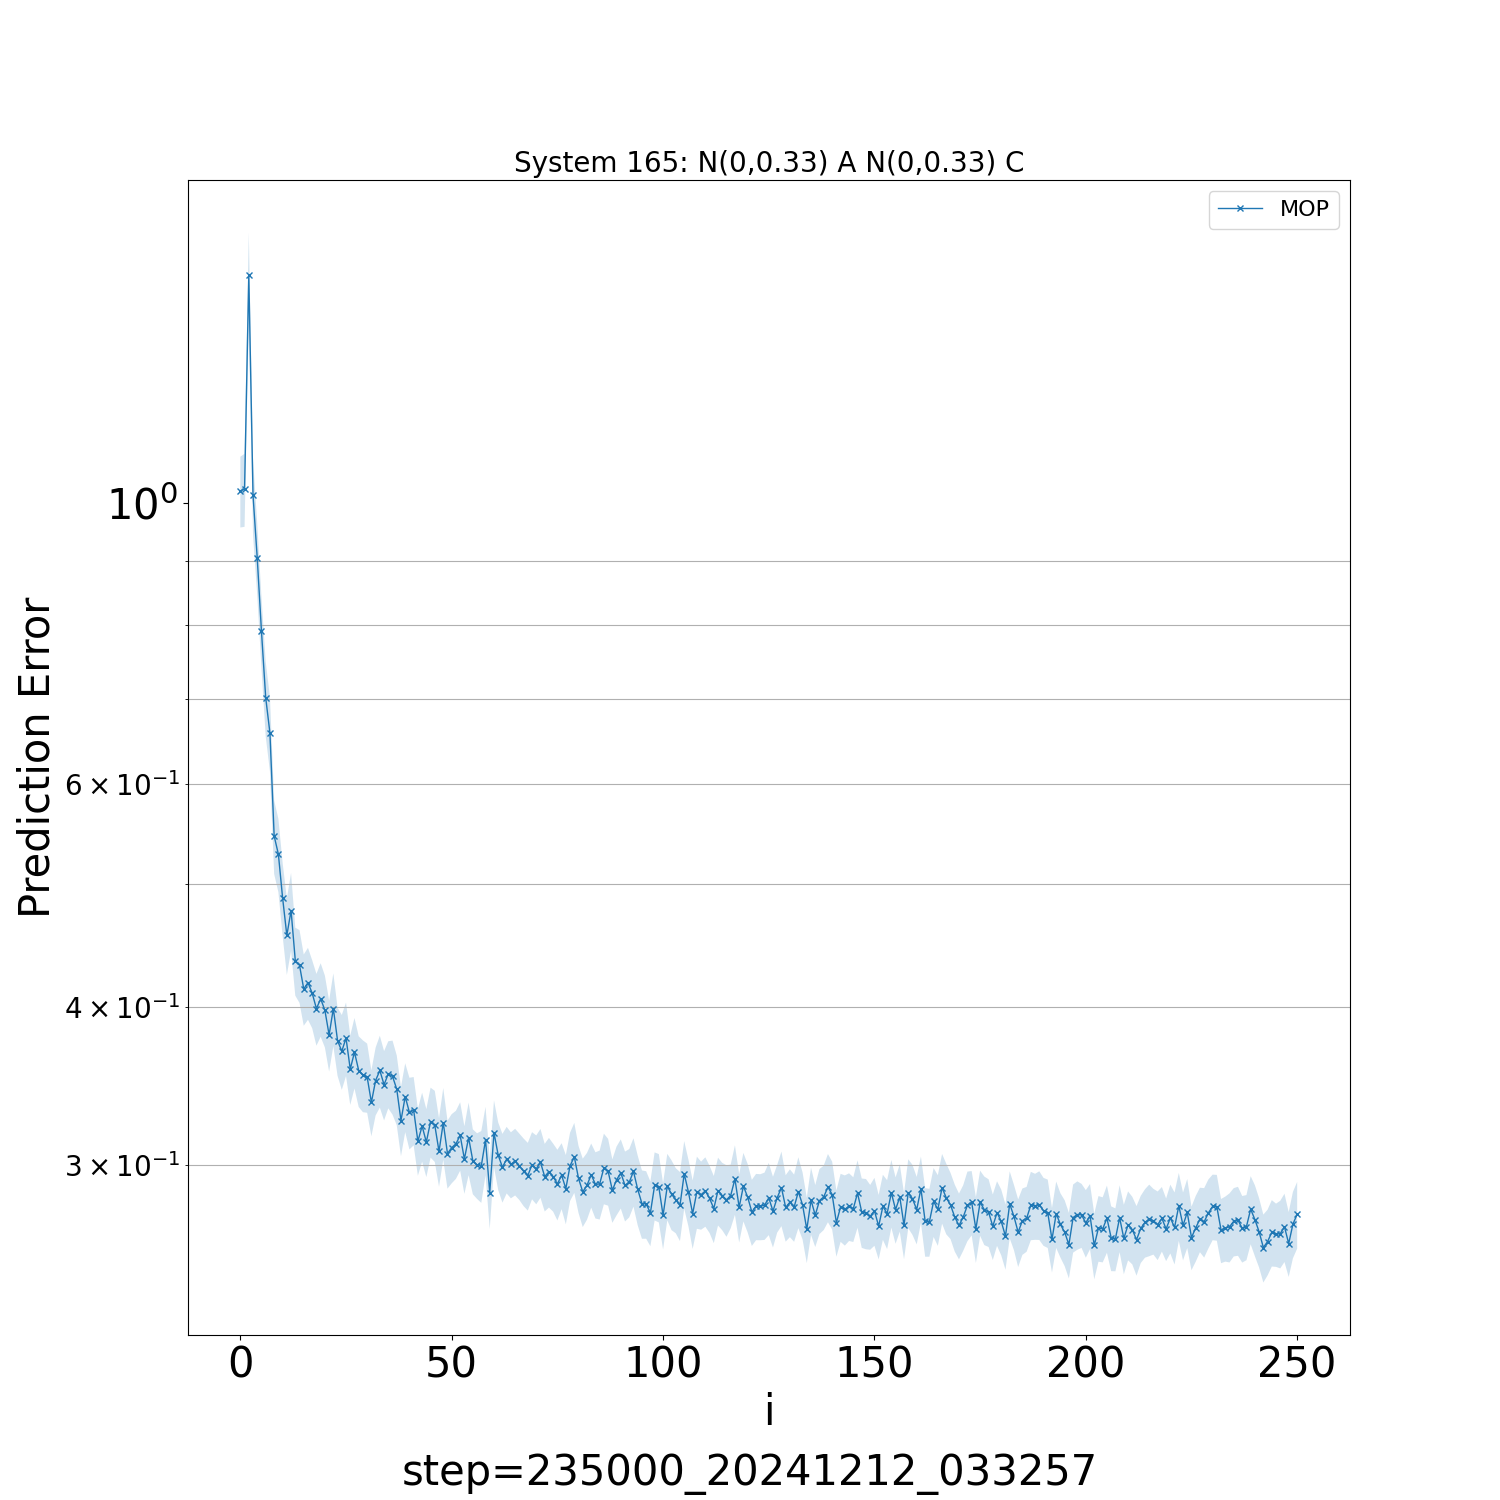 System 165: N(0,0.33) A N(0,0.33) C
MOP
Prediction Error
10⁰
6 × 10⁻¹
4 × 10⁻¹
3 × 10⁻¹
0 50 100 150 200 250
i
step=235000_20241212_033257